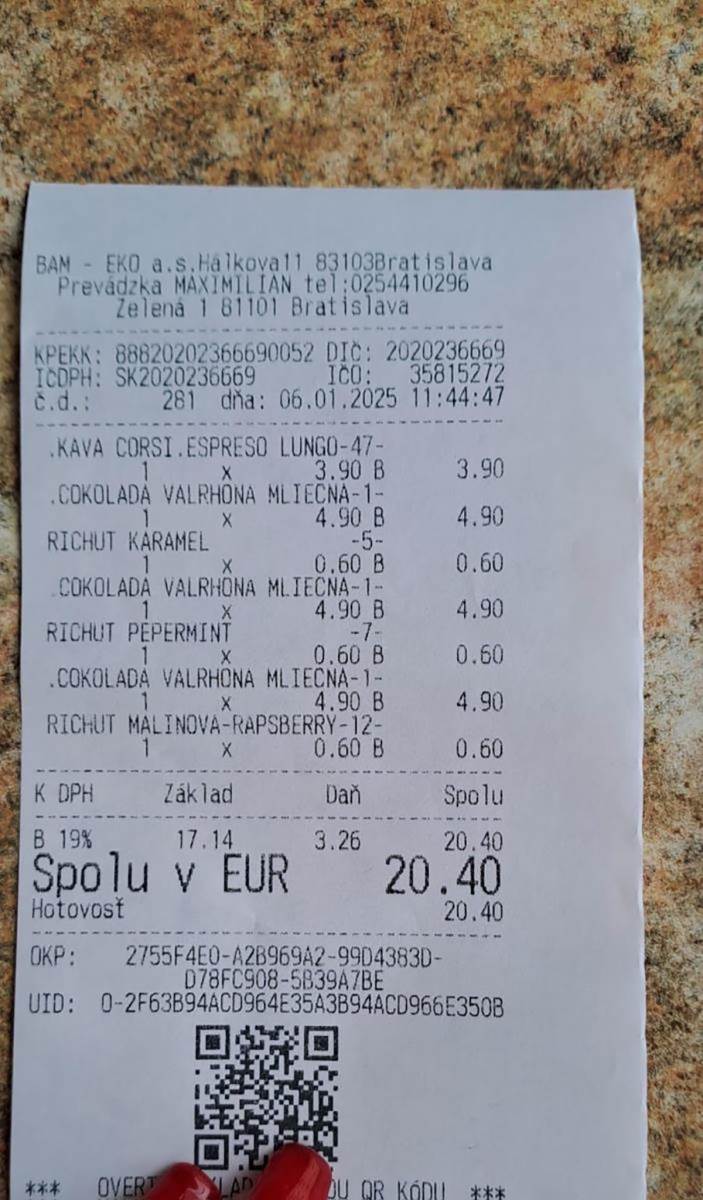 BAM - EKO a.s.Hálkova11 83103Bratislava
Prevádzka MAXIMILIAN tel:0254410296
Zelená 1 81101 Bratislava
KPEKK: 88820202366690052 DIČ: 2020236669
IČDPH: SK2020236669 IČO: 35815272
č.d.: 281 dňa: 06.01.2025 11:44:47
.KAVA CORSI.ESPRESO LUNGO-47-
1 x 3.90 B 3.90
.COKOLADA VALRHONA MLIECNA-1-
1 x 4.90 B 4.90
RICHUT KARAMEL -5-
1 x 0.60 B 0.60
.COKOLADA VALRHONA MLIECNA-1-
1 x 4.90 B 4.90
RICHUT PEPERMINT -7-
1 x 0.60 B 0.60
.COKOLADA VALRHONA MLIECNA-1-
1 x 4.90 B 4.90
RICHUT MALINOVA-RAPSBERRY-12-
1 x 0.60 B 0.60
K DPH Základ Daň Spolu
B 19% 17.14 3.26 20.40
Spolu v EUR 20.40
Hotovosť 20.40
OKP: 2755F4E0-A2B969A2-99D4383D-
D78FC908-5B39A7BE
UID: O-2F63B94ACD964E35A3B94ACD966E350B
*** QR KÓDU ***